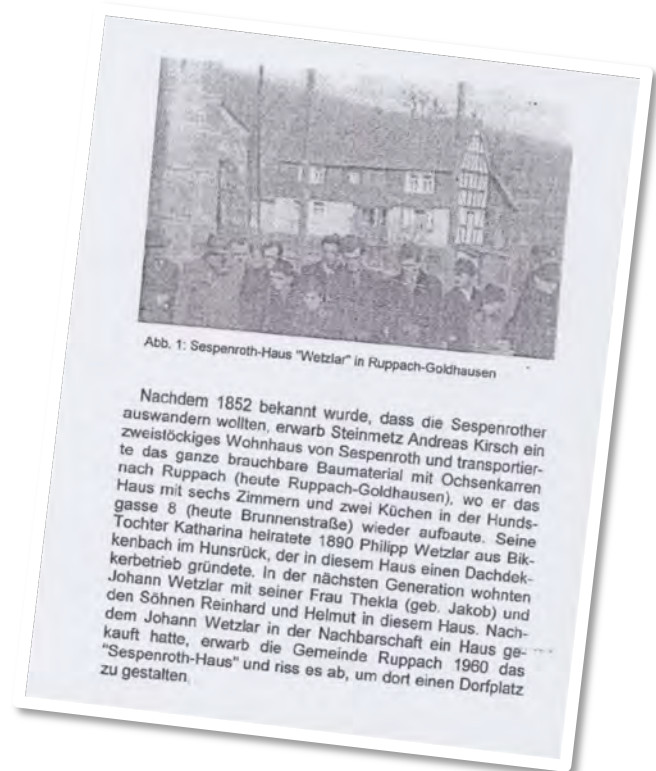 Abb. 1: Sespenroth-Haus "Wetzlar" in Ruppach-Goldhausen
Nachdem 1852 bekannt wurde, dass die Sespenrother
auswandern wollten, erwarb Steinmetz Andreas Kirsch ein
zweistöckiges Wohnhaus von Sespenroth und transportier-
te das ganze brauchbare Baumaterial mit Ochsenkarren
nach Ruppach (heute Ruppach-Goldhausen), wo er das
Haus mit sechs Zimmern und zwei Küchen in der Hunds-
gasse 8 (heute Brunnenstraße) wieder aufbaute. Seine
Tochter Katharina heiratete 1890 Philipp Wetzlar aus Bik-
kenbach im Hunsrück, der in diesem Haus einen Dachdek-
kerbetrieb gründete. In der nächsten Generation wohnten
Johann Wetzlar mit seiner Frau Thekla (geb. Jakob) und
den Söhnen Reinhard und Helmut in diesem Haus. Nach-
dem Johann Wetzlar in der Nachbarschaft ein Haus ge-
kauft hatte, erwarb die Gemeinde Ruppach 1960 das
"Sespenroth-Haus" und riss es ab, um dort einen Dorfplatz
zu gestalten.